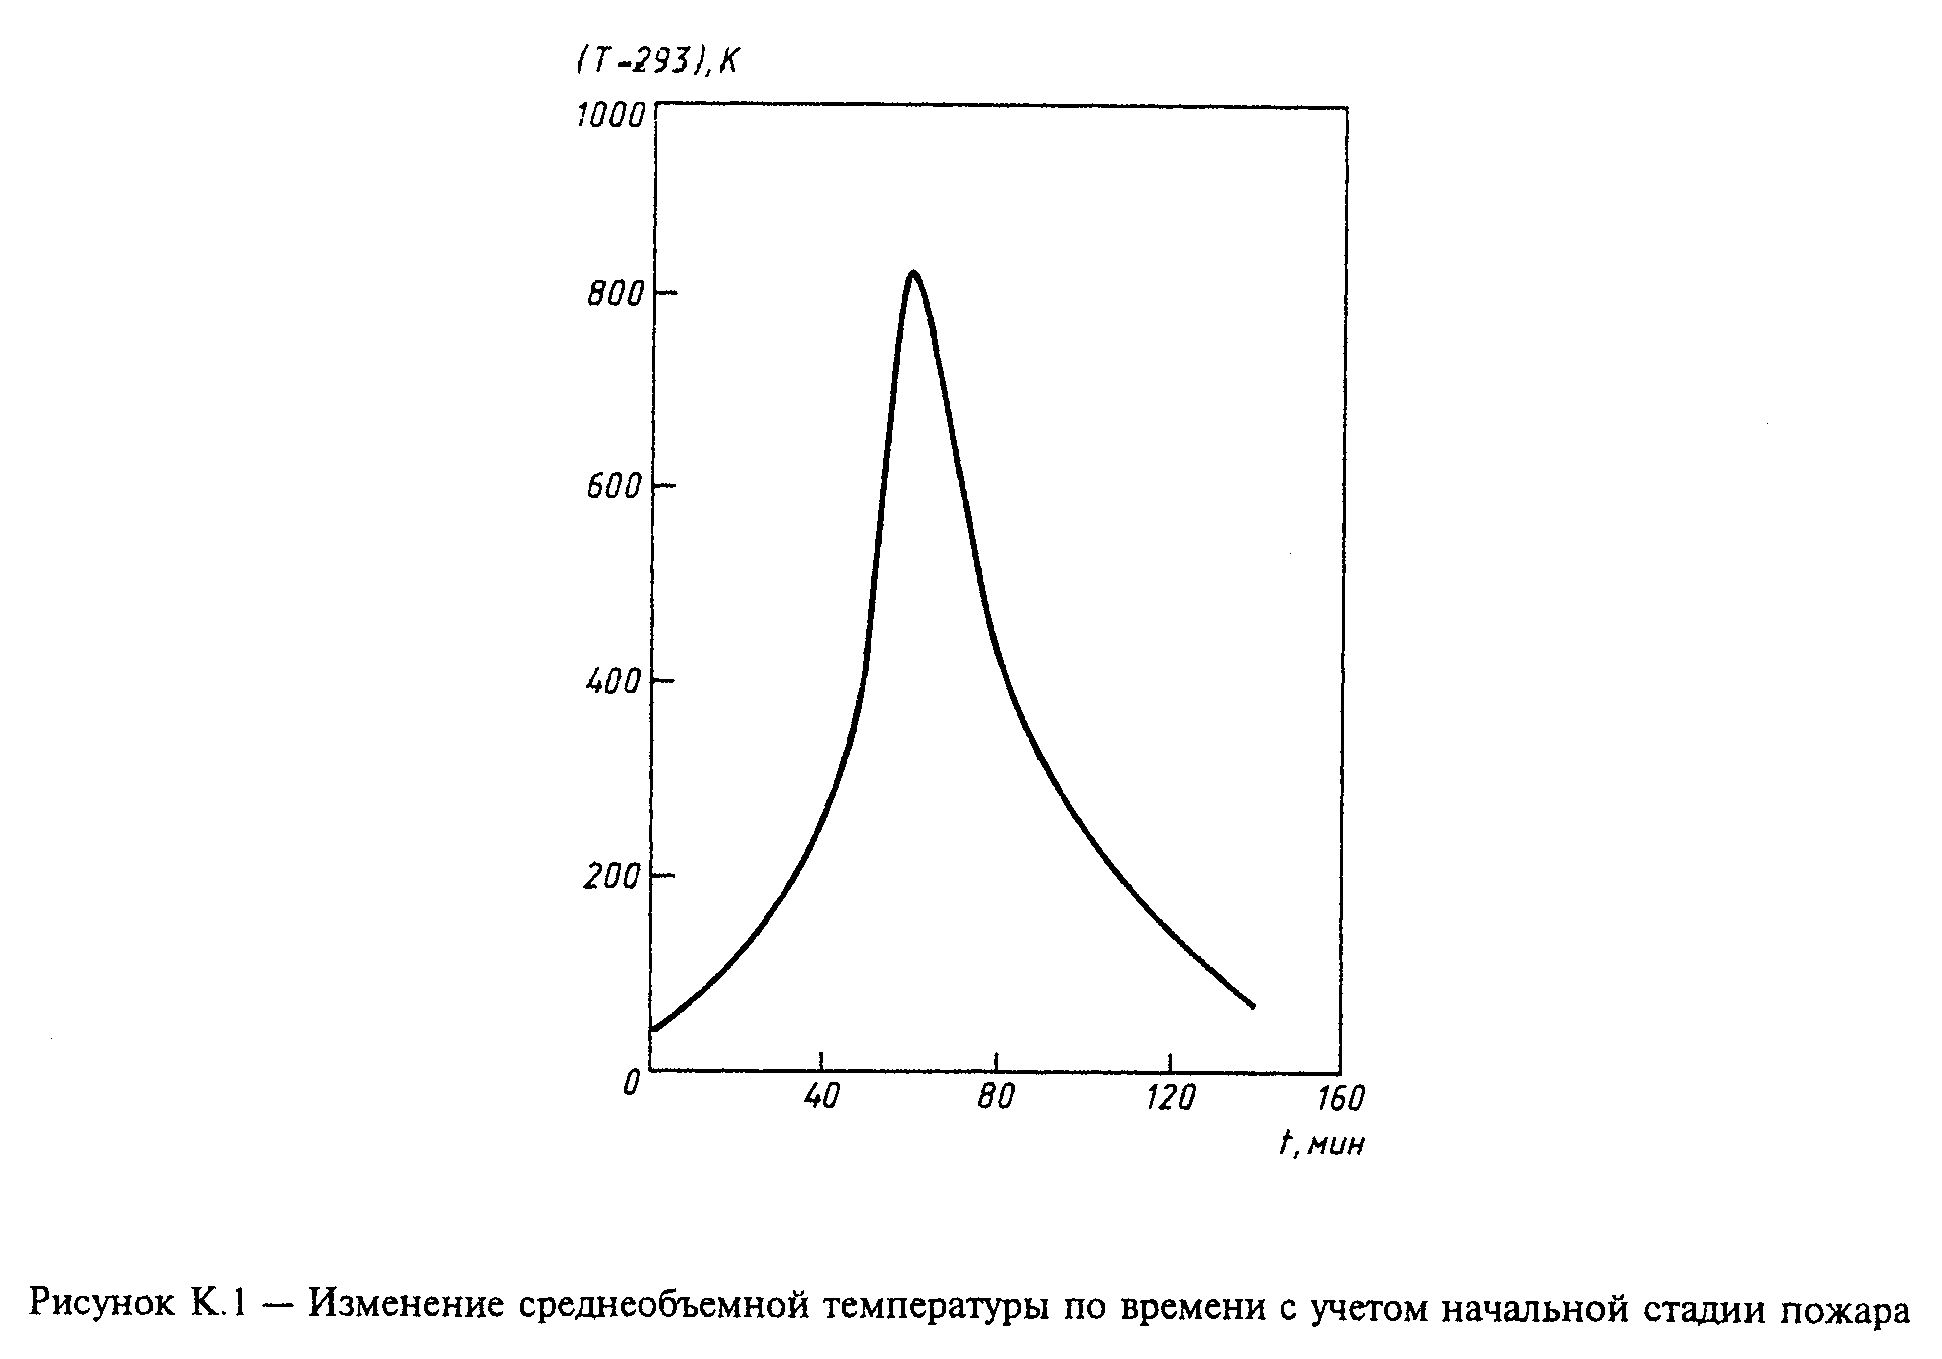 (T-293), K
1000
800
600
400
200
0
40 80 120 160
t, мин
Рисунок К.1 — Изменение среднеобъемной температуры по времени с учетом начальной стадии пожара